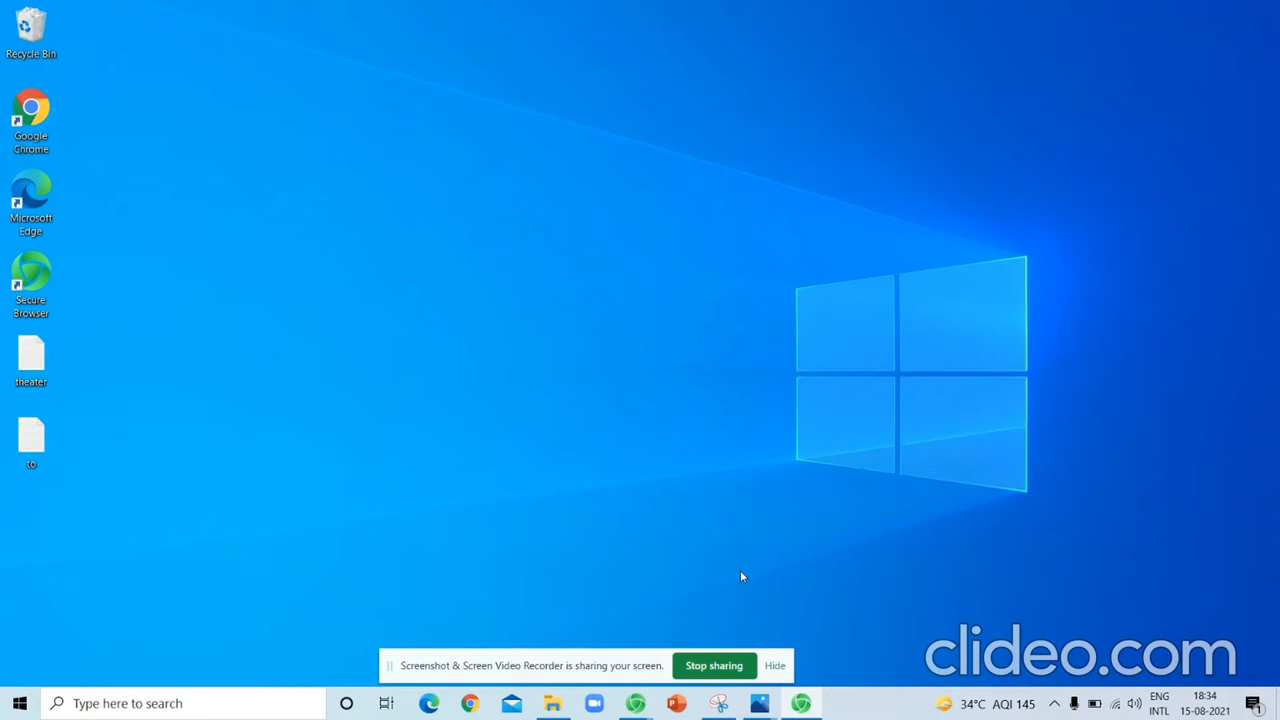 Recycle Bin
Google
Chrome
Microsoft
Edge
Secure
Browser
theater
to
Screenshot & Screen Video Recorder is sharing your screen.
Stop sharing
Hide
clideo.com
Type here to search
34°C AQI 145
ENG
INTL
18:34
15-08-2021
1